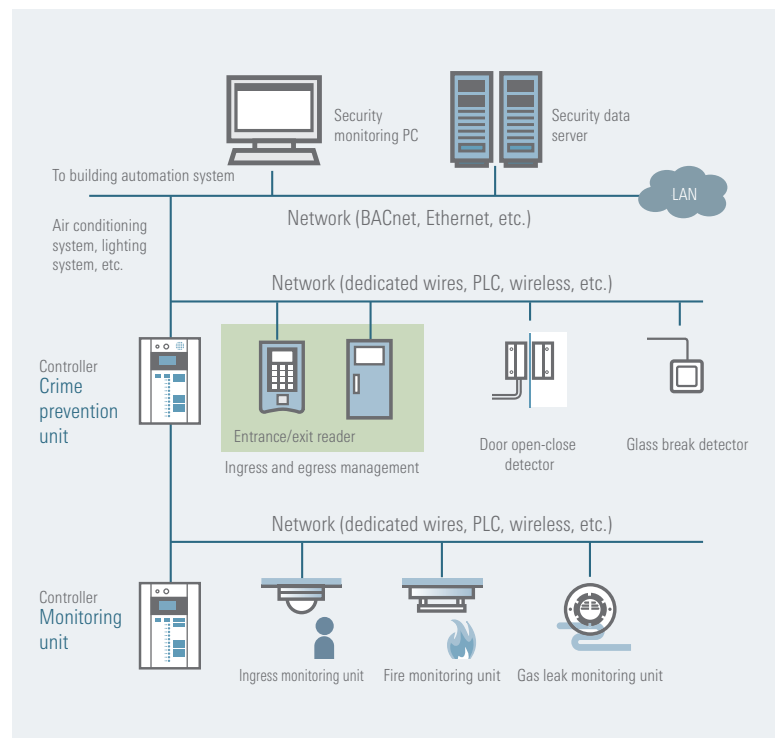 Security
monitoring PC
Security data
server
To building automation system
LAN
Network (BACnet, Ethernet, etc.)
Air conditioning
system, lighting
system, etc.
Network (dedicated wires, PLC, wireless, etc.)
Controller
Crime
prevention
unit
Entrance/exit reader
Ingress and egress management
Door open-close
detector
Glass break detector
Network (dedicated wires, PLC, wireless, etc.)
Controller
Monitoring
unit
Ingress monitoring unit
Fire monitoring unit
Gas leak monitoring unit